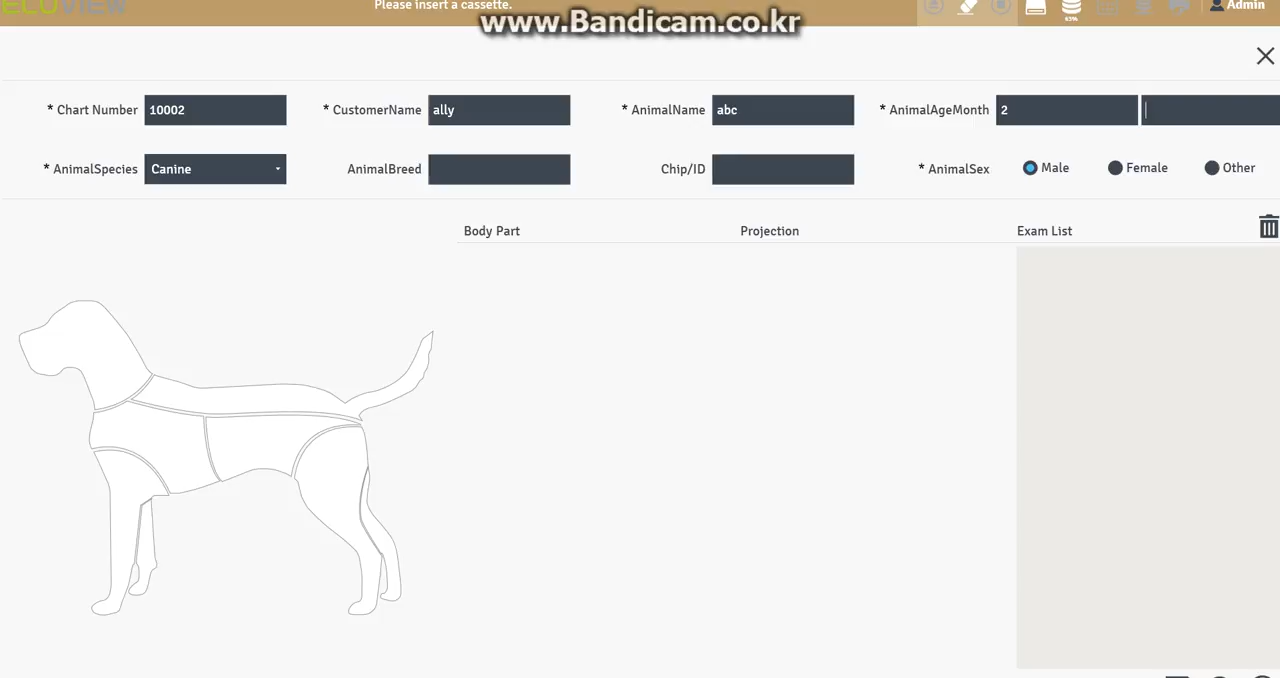 ECOVIEW
Please insert a cassette.
www.Bandicam.co.kr
63%
Admin
* Chart Number 10002 * CustomerName ally * AnimalName abc * AnimalAgeMonth 2
* AnimalSpecies Canine AnimalBreed Chip/ID * AnimalSex Male Female Other
Body Part Projection Exam List